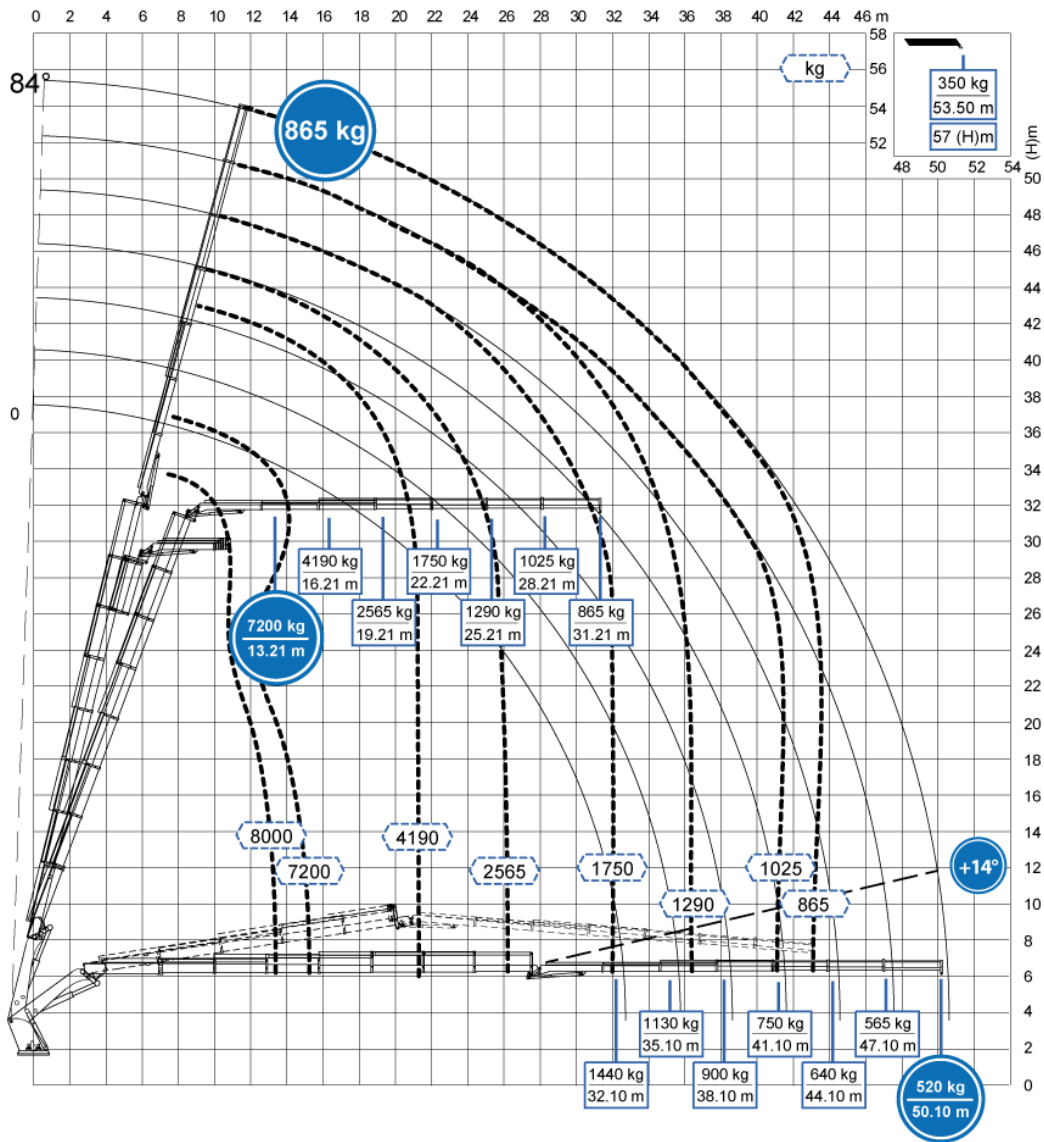 0 2 4 6 8 10 12 14 16 18 20 22 24 26 28 30 32 34 36 38 40 42 44 46 m
58
56
54
52
kg
350 kg
53.50 m
57 (H)m
48 50 52 54
(H)m
84°
865 kg
50
48
46
44
42
40
38
36
34
32
30
28
26
24
22
20
18
16
14
12
10
8
6
4
2
0
0
4190 kg
16.21 m
1750 kg
22.21 m
1025 kg
28.21 m
7200 kg
13.21 m
2565 kg
19.21 m
1290 kg
25.21 m
865 kg
31.21 m
8000
7200
4190
2565
1750
1290
1025
865
+14°
1130 kg
35.10 m
750 kg
41.10 m
565 kg
47.10 m
1440 kg
32.10 m
900 kg
38.10 m
640 kg
44.10 m
520 kg
50.10 m